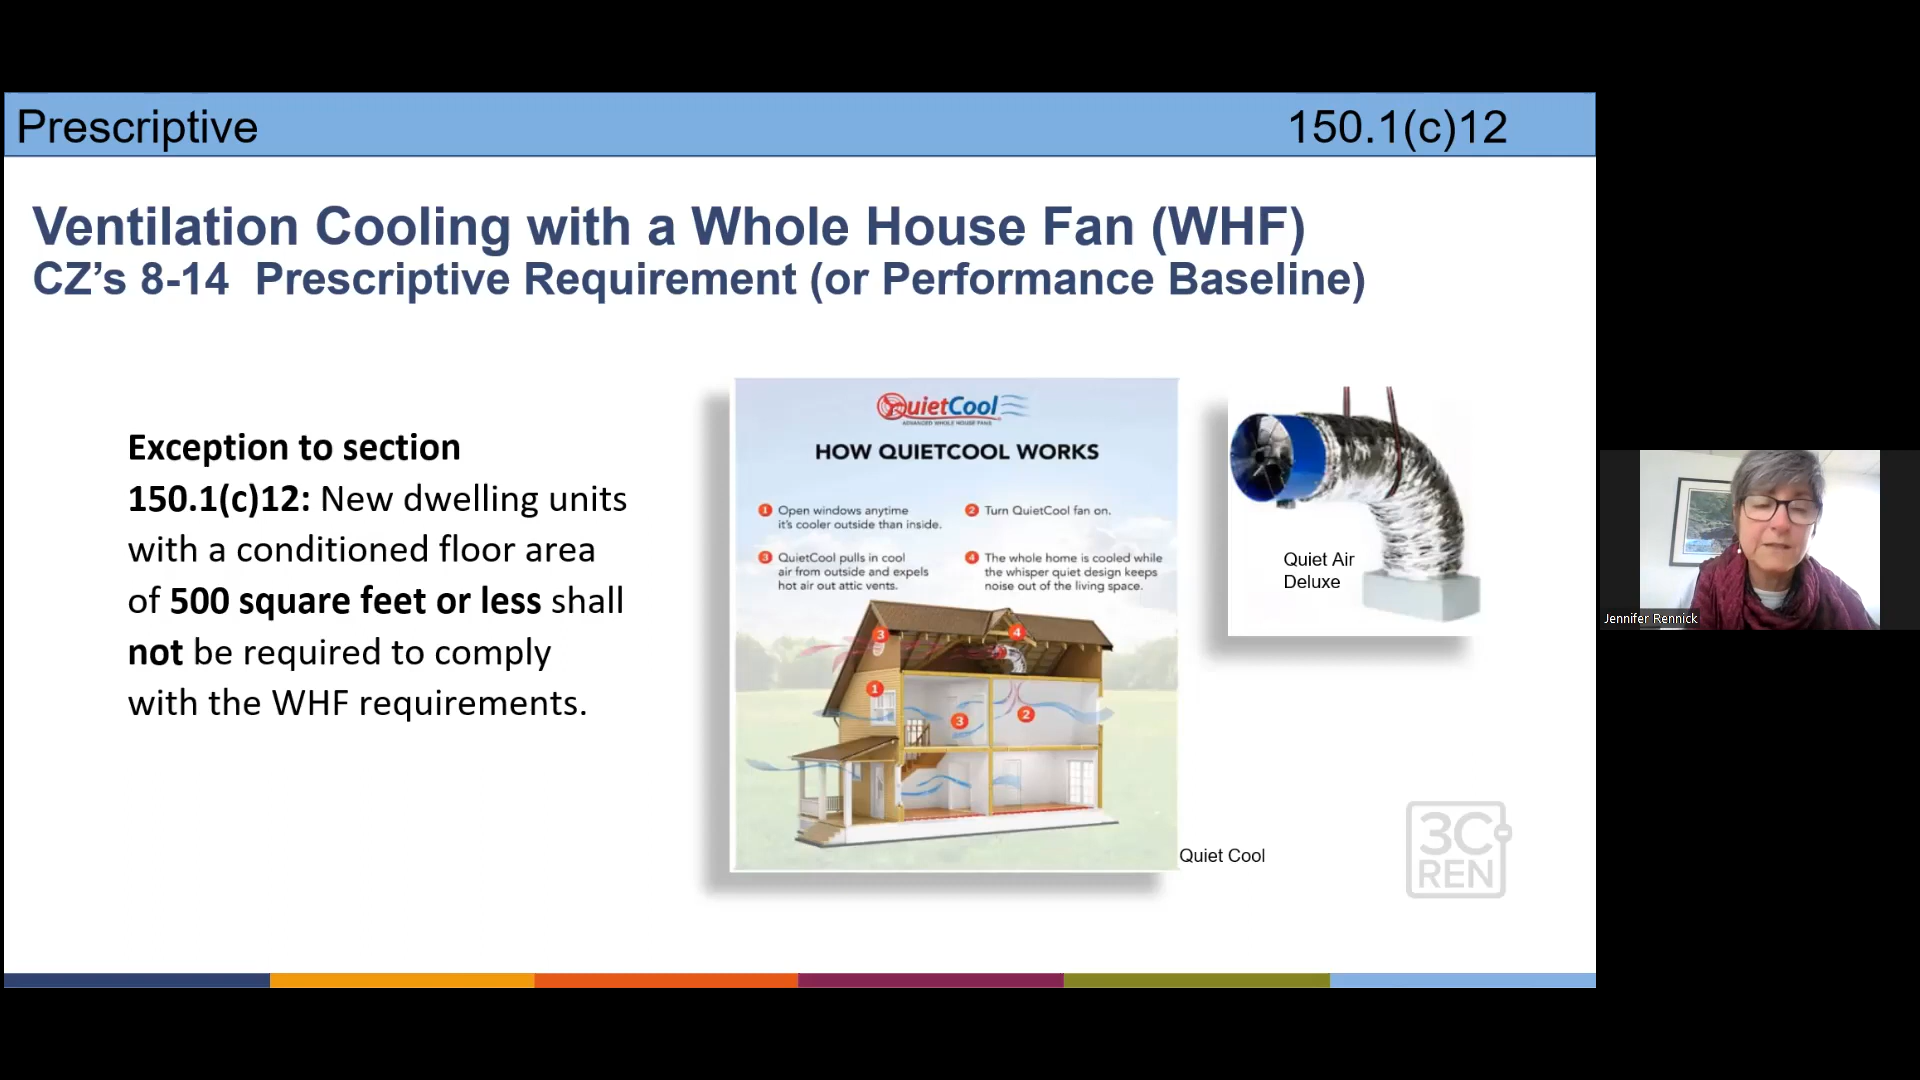 Prescriptive
150.1(c)12
Ventilation Cooling with a Whole House Fan (WHF)
CZ’s 8-14 Prescriptive Requirement (or Performance Baseline)
Exception to section
150.1(c)12: New dwelling units
with a conditioned floor area
of 500 square feet or less shall
not be required to comply
with the WHF requirements.
QuietCool
ADVANCED WHOLE HOUSE FANS
HOW QUIETCOOL WORKS
1 Open windows anytime
it's cooler outside than inside.
2 Turn QuietCool fan on.
3 QuietCool pulls in cool
air from outside and expels
hot air out attic vents.
4 The whole home is cooled while
the whisper quiet design keeps
noise out of the living space.
3
4
1
3
2
Quiet Cool
Quiet Air
Deluxe
3C-
REN
Jennifer Rennick